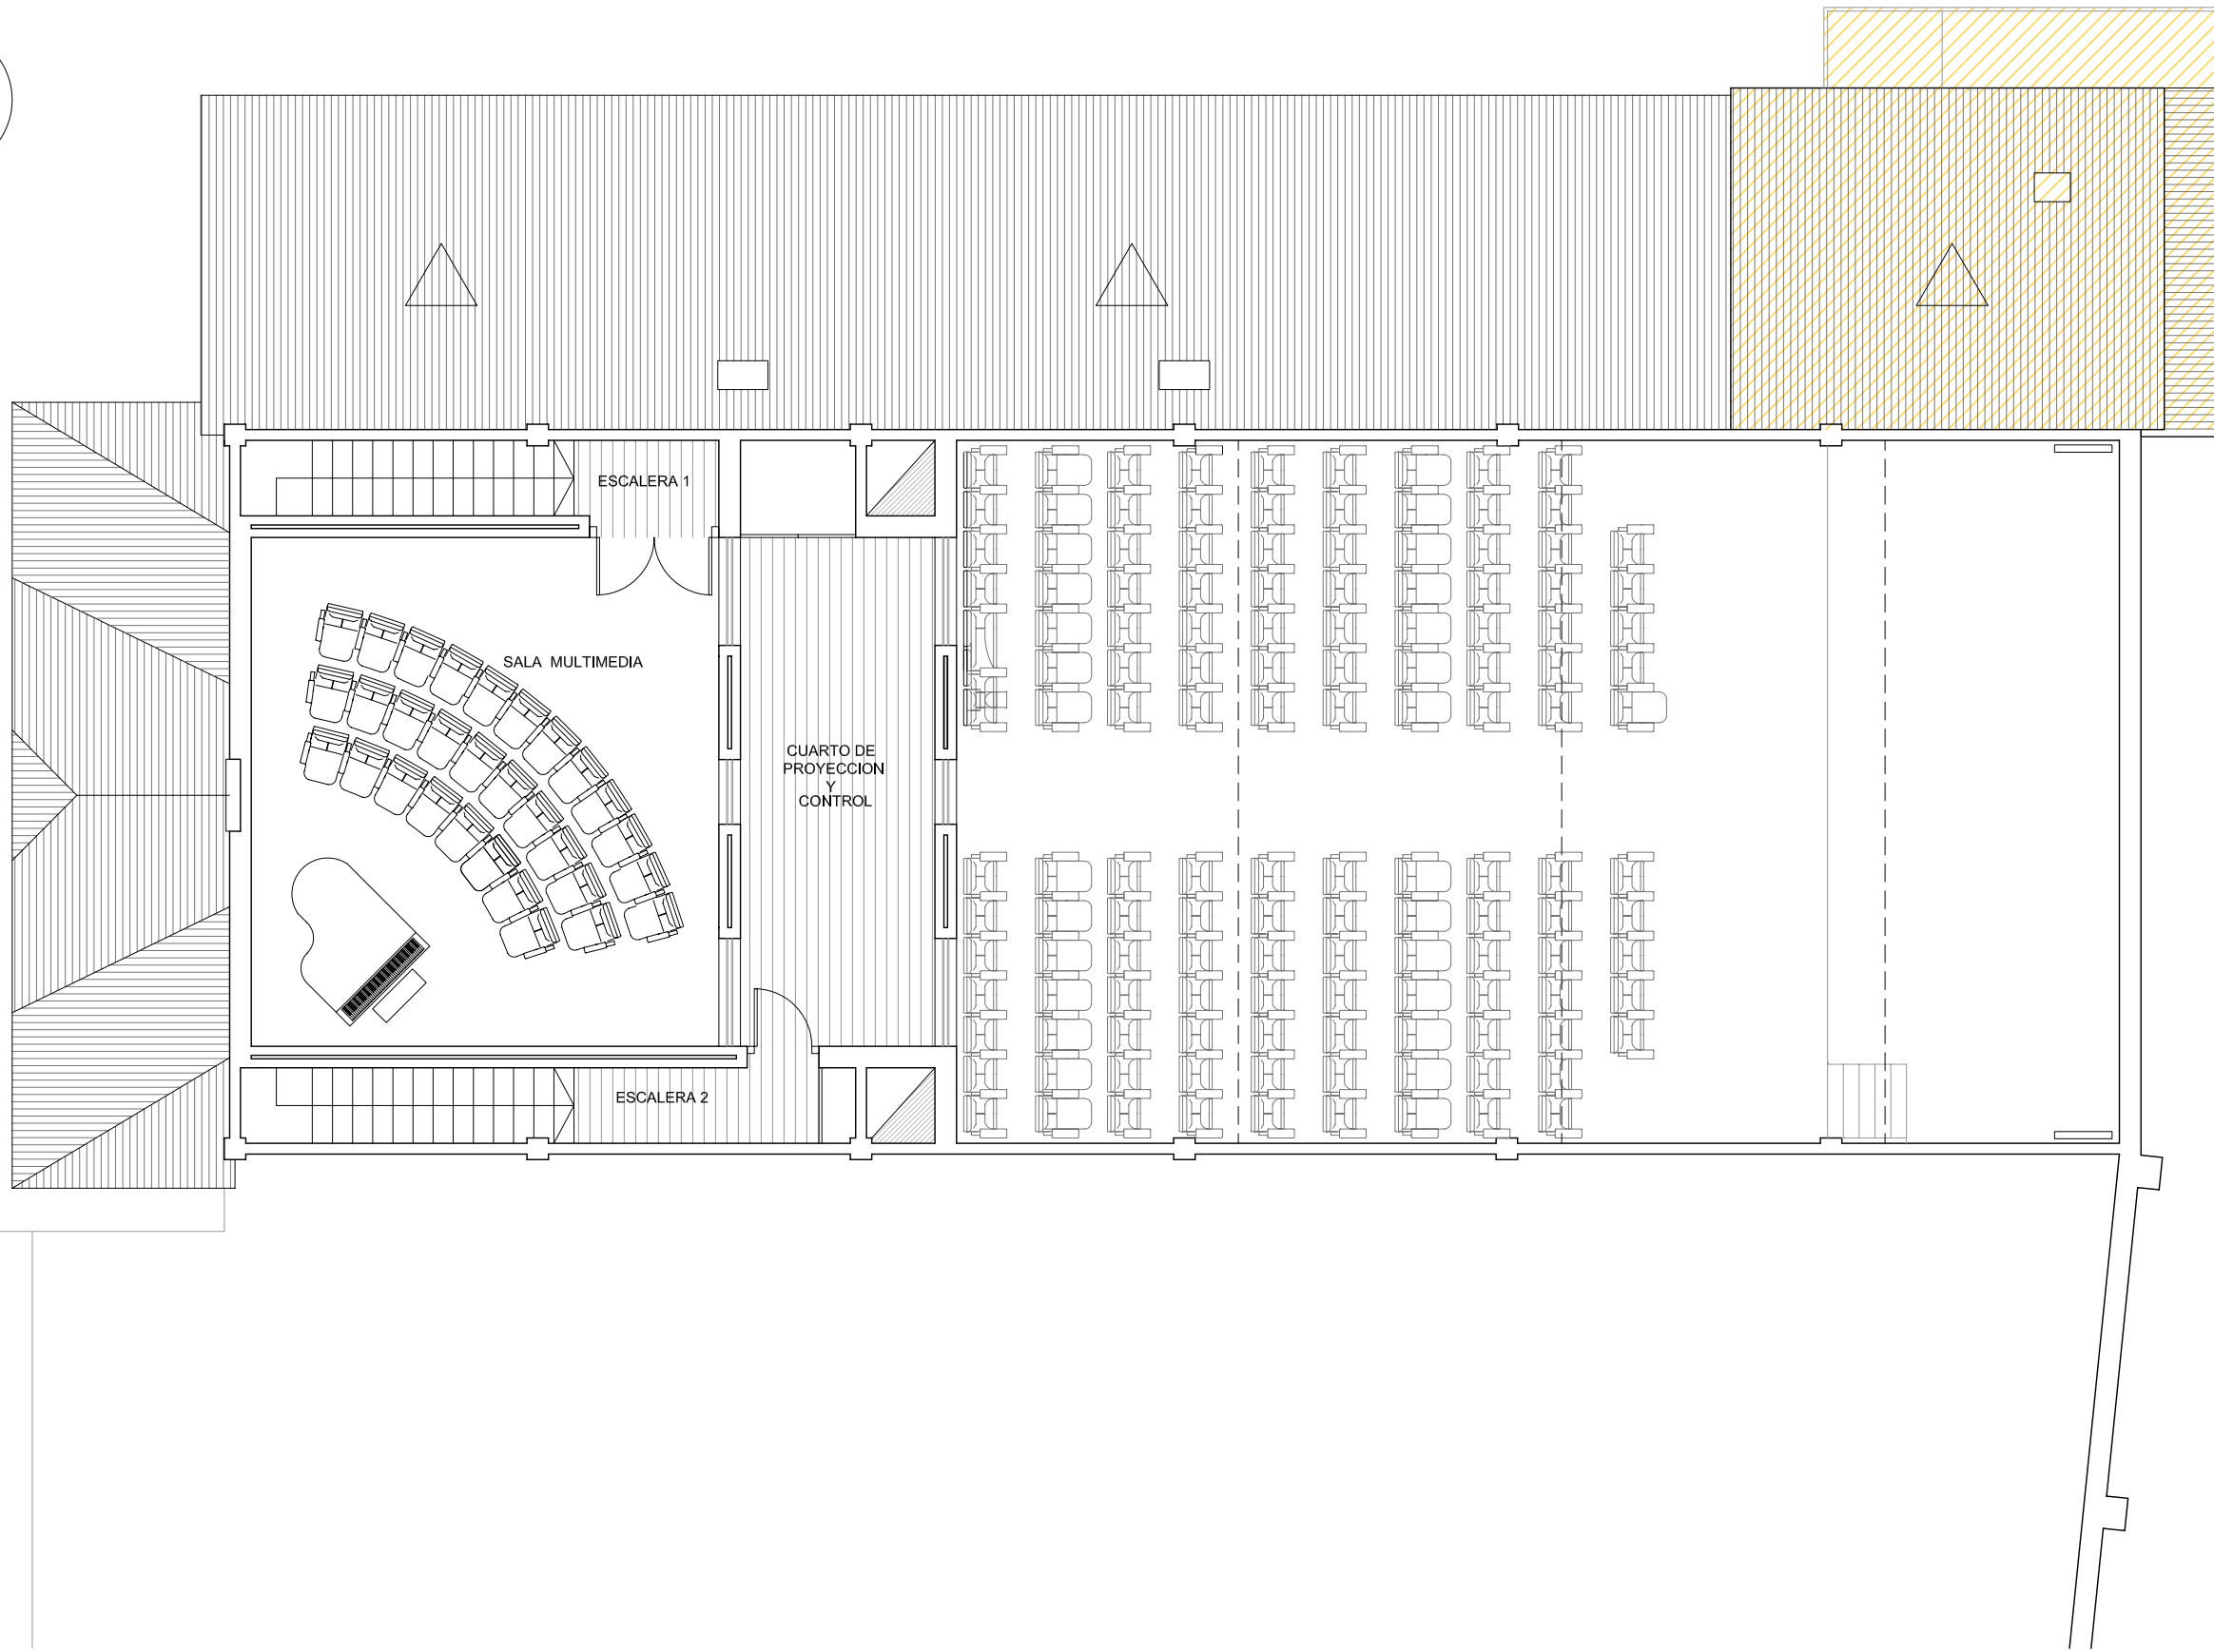 ESCALERA 1
SALA MULTIMEDIA
CUARTO DE
PROYECCION
Y
CONTROL
ESCALERA 2